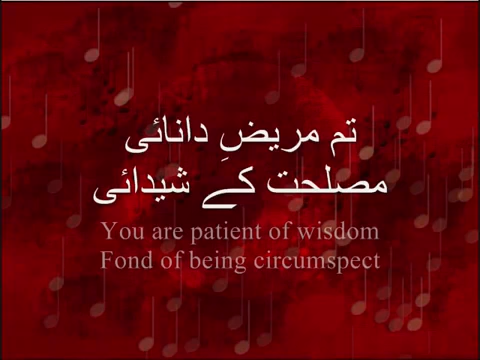 تم مریضِ دانائی
مصلحت کے شیدائی
You are patient of wisdom
Fond of being circumspect